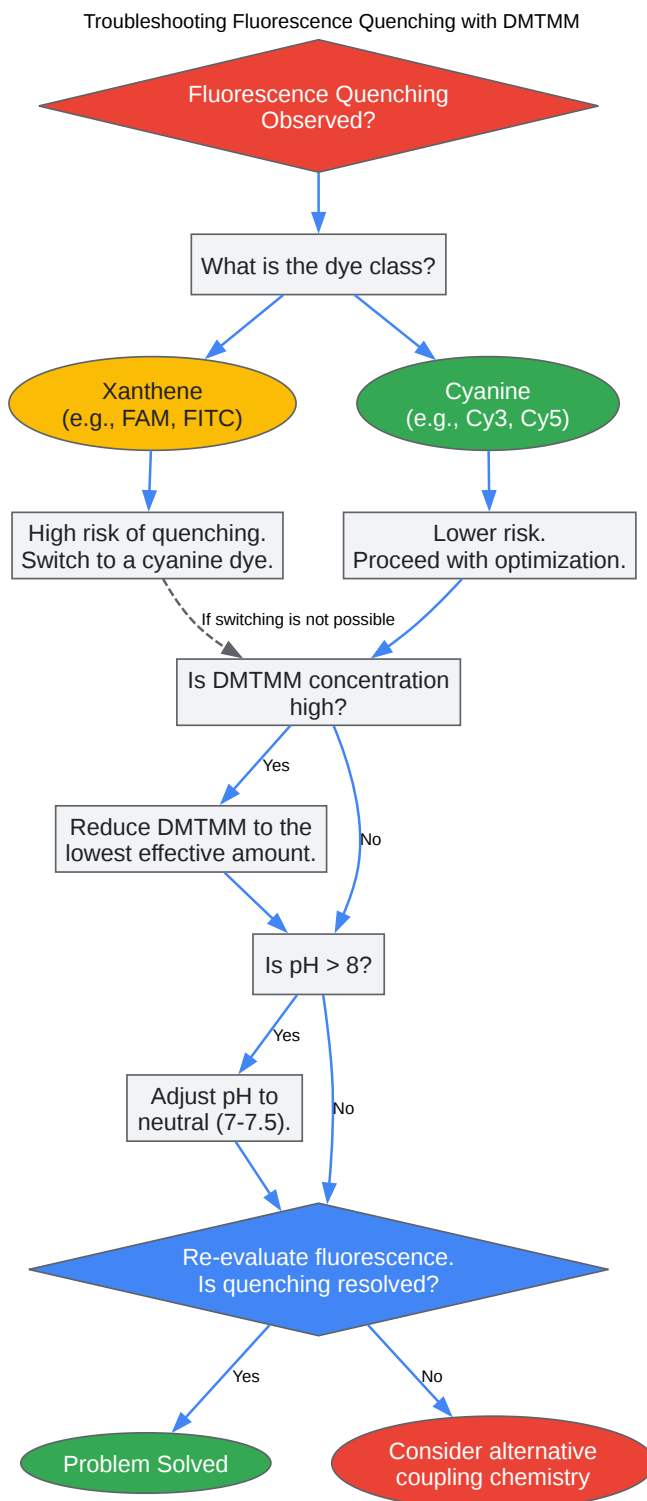 Troubleshooting Fluorescence Quenching with DMTMM
Fluorescence Quenching
Observed?
What is the dye class?
Xanthene
(e.g., FAM, FITC)
Cyanine
(e.g., Cy3, Cy5)
High risk of quenching.
Switch to a cyanine dye.
Lower risk.
Proceed with optimization.
If switching is not possible
Is DMTMM concentration
high?
Yes
Reduce DMTMM to the
lowest effective amount.
No
Is pH > 8?
Yes
Adjust pH to
neutral (7-7.5).
No
Re-evaluate fluorescence.
Is quenching resolved?
Yes
No
Problem Solved
Consider alternative
coupling chemistry